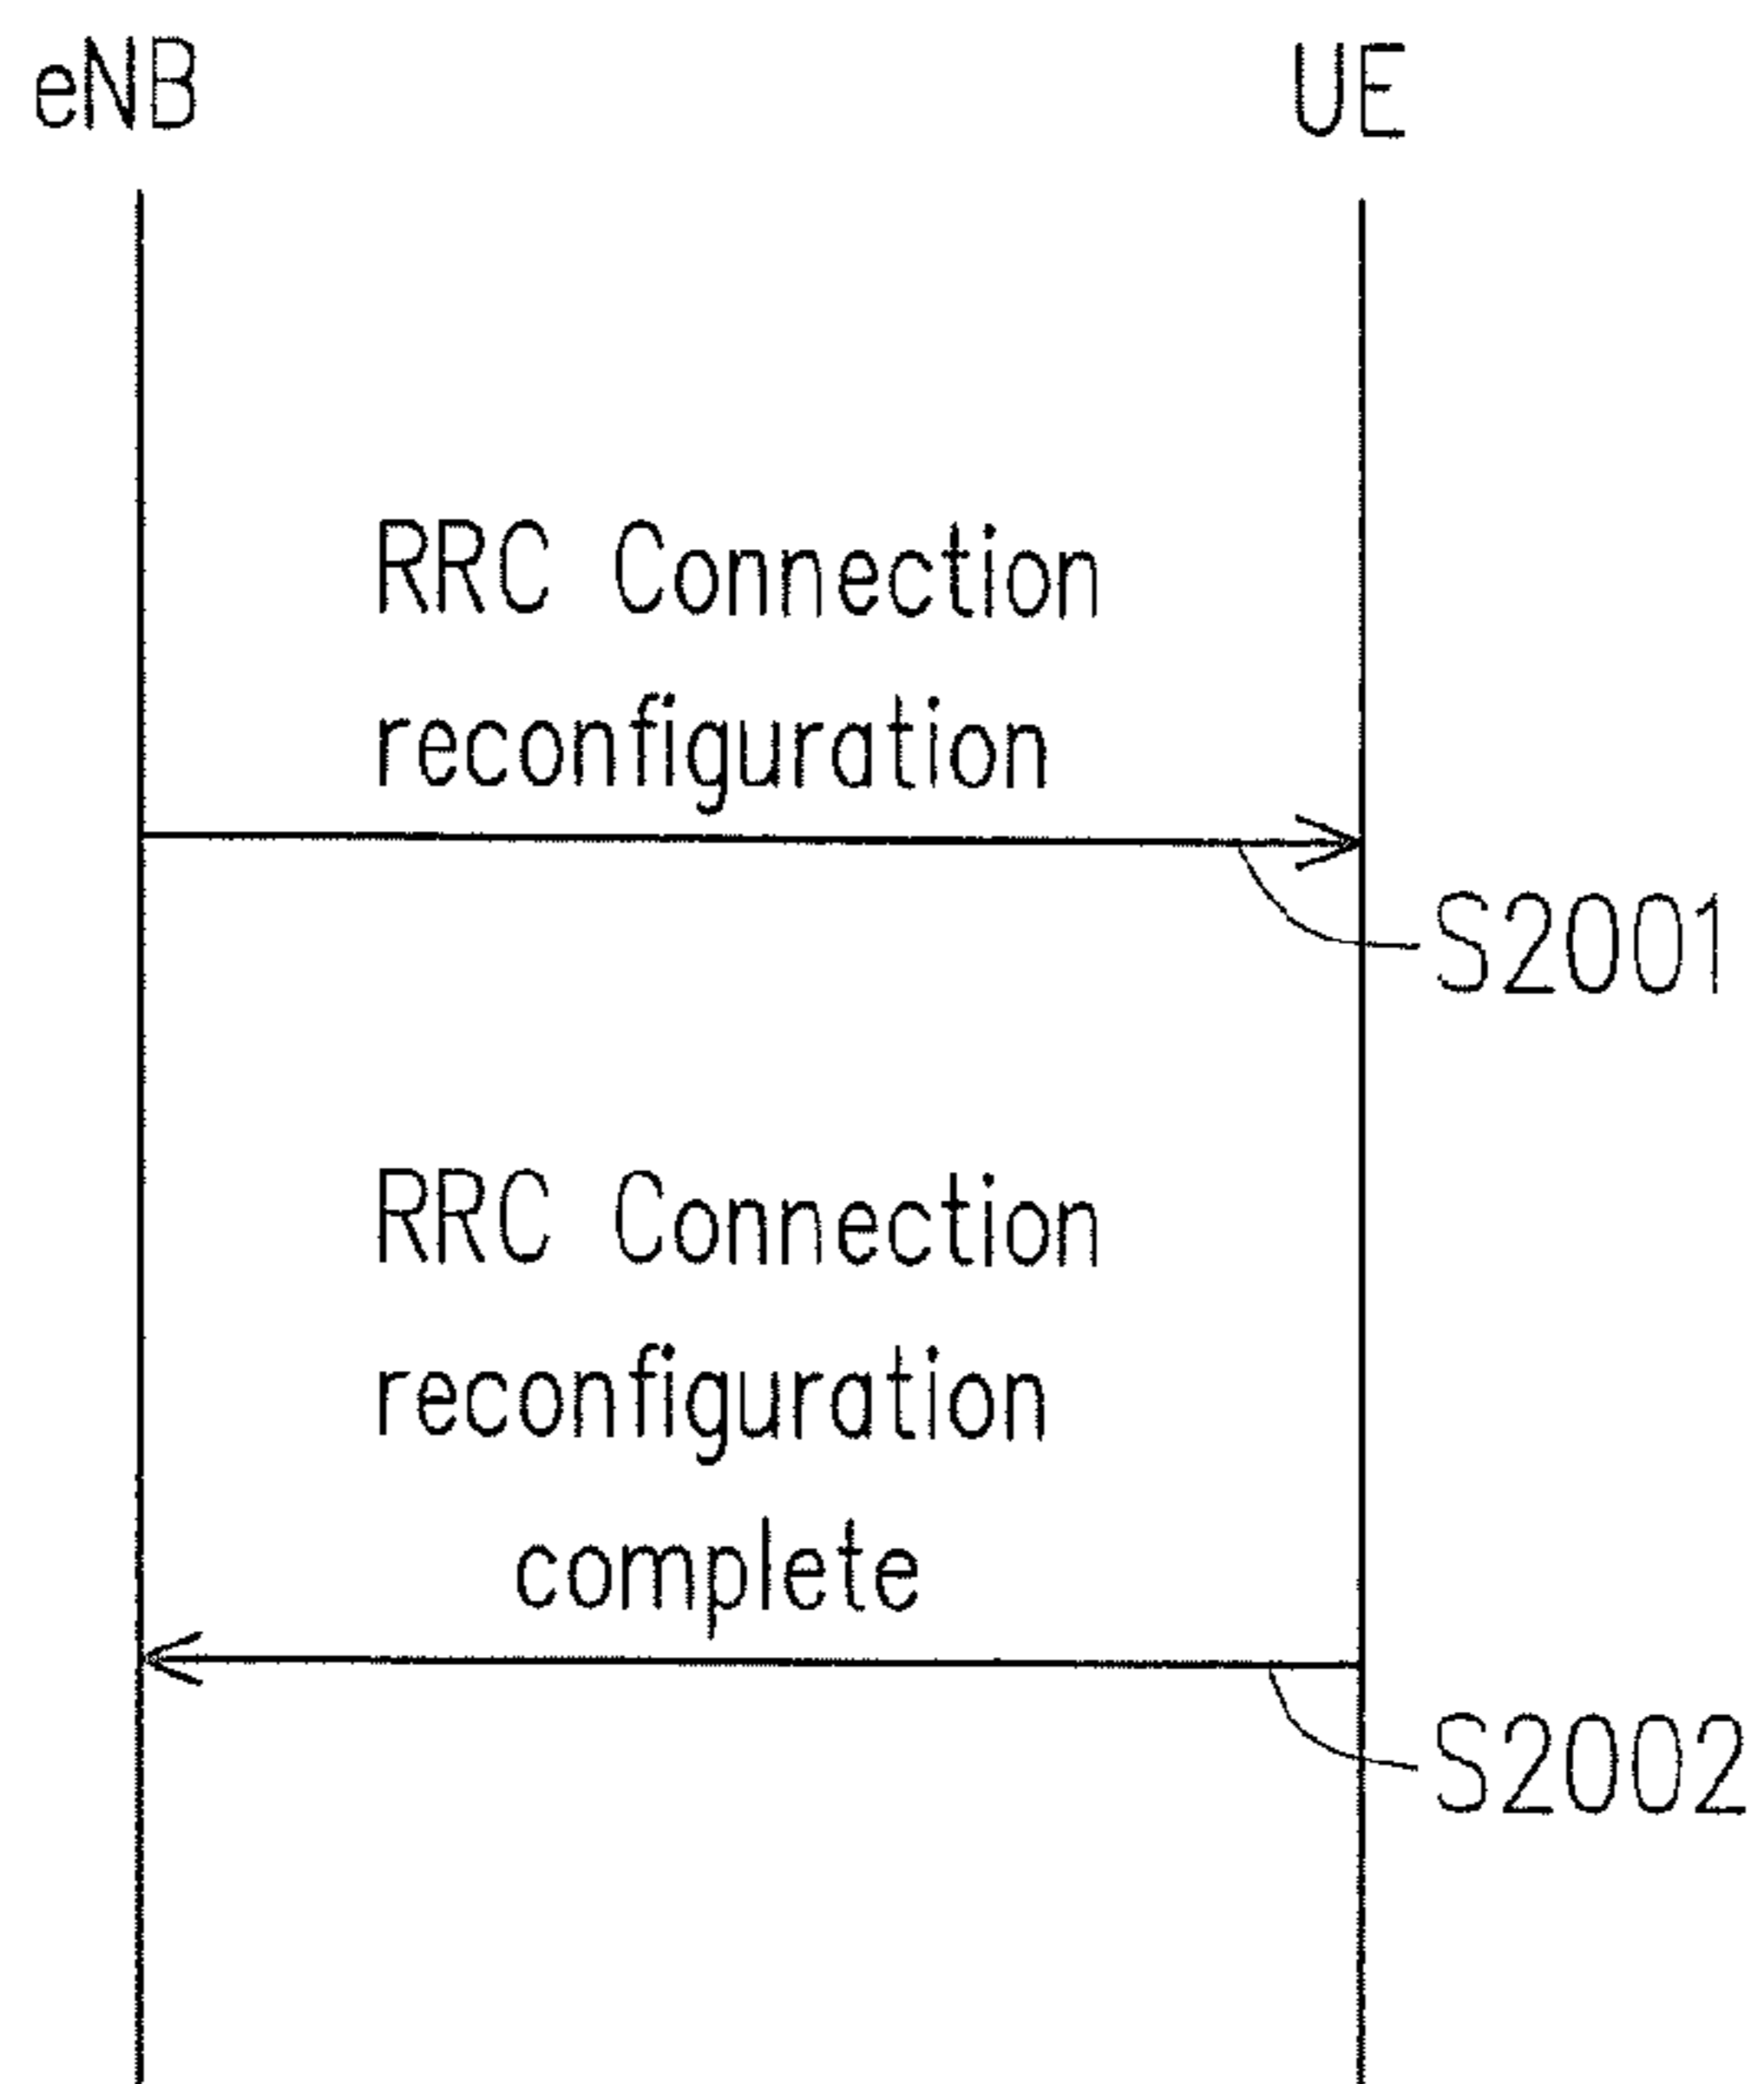 eNB UE
RRC Connection
reconfiguration
S2001
RRC Connection
reconfiguration
complete
S2002